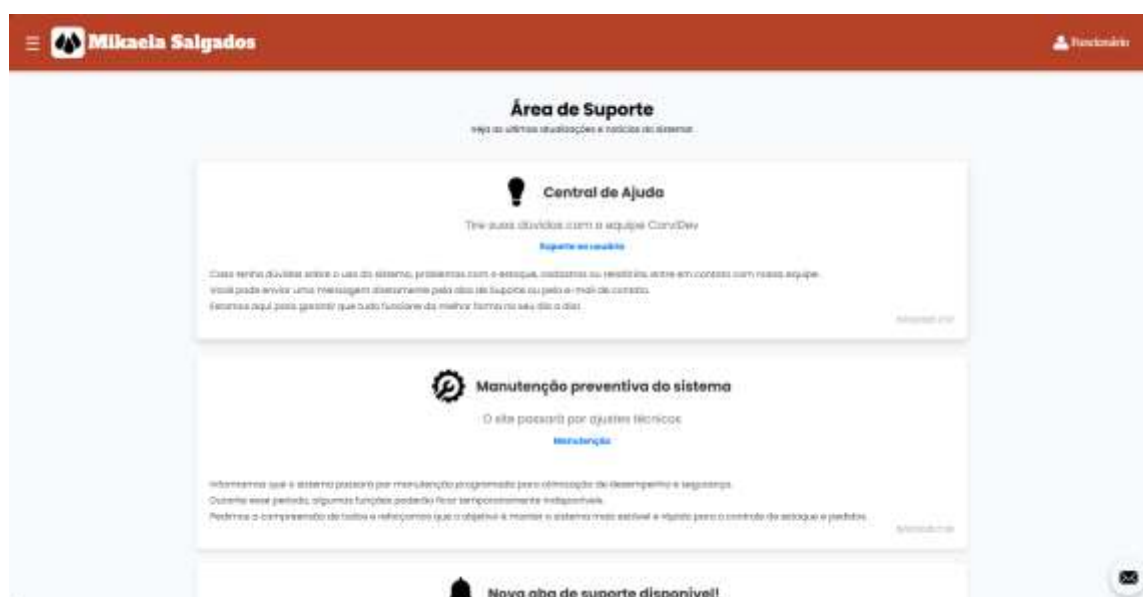 Mikaela Salgados
Funcionário
Área de Suporte
Veja as últimas atualizações e notícias do sistema!
Central de Ajuda
Tire suas dúvidas com a equipe CorviDev
Suporte ao usuário
Caso tenha dúvidas sobre o uso do sistema, problemas com o estoque, cadastros ou relatórios, entre em contato com nossa equipe.
Você pode enviar uma mensagem diretamente pela aba de Suporte ou pelo e-mail de contato.
Estamos aqui para garantir que tudo funcione da melhor forma no seu dia a dia!
Manutenção preventiva do sistema
O site passará por ajustes técnicos
Manutenção
Informamos que o sistema passará por manutenção programada para otimização de desempenho e segurança.
Durante esse período, algumas funções poderão ficar temporariamente indisponíveis.
Pedimos a compreensão de todos e reforçamos que o objetivo é manter o sistema mais estável e rápido para o controle de estoque e pedidos.
Nova aba de suporte disponível!